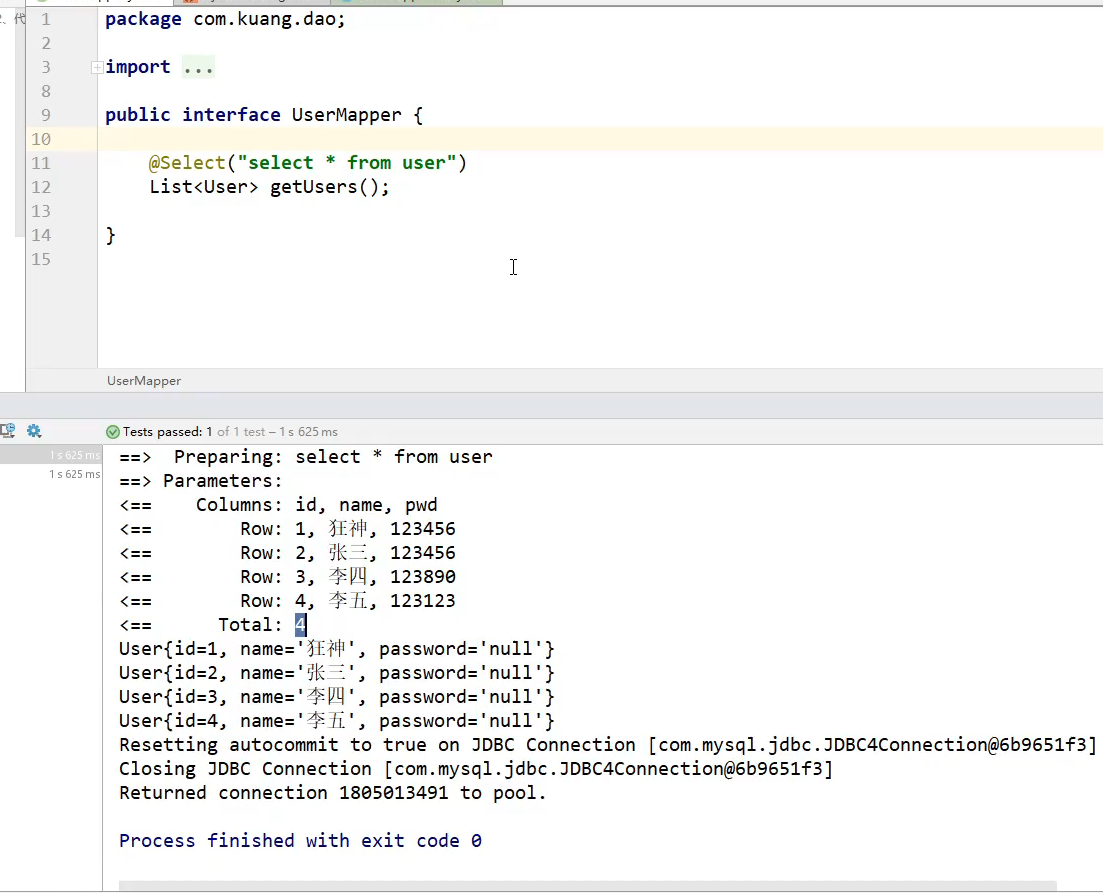 2、代
1 package com.kuang.dao;
2
3 import ...
8
9 public interface UserMapper {
10
11 @Select("select * from user")
12 List<User> getUsers();
13
14 }
15
UserMapper
Tests passed: 1 of 1 test – 1 s 625 ms
1 s 625 ms
1 s 625 ms
==>  Preparing: select * from user
==> Parameters:
<==    Columns: id, name, pwd
<==        Row: 1, 狂神, 123456
<==        Row: 2, 张三, 123456
<==        Row: 3, 李四, 123890
<==        Row: 4, 李五, 123123
<==      Total: 4
User{id=1, name='狂神', password='null'}
User{id=2, name='张三', password='null'}
User{id=3, name='李四', password='null'}
User{id=4, name='李五', password='null'}
Resetting autocommit to true on JDBC Connection [com.mysql.jdbc.JDBC4Connection@6b9651f3]
Closing JDBC Connection [com.mysql.jdbc.JDBC4Connection@6b9651f3]
Returned connection 1805013491 to pool.
Process finished with exit code 0